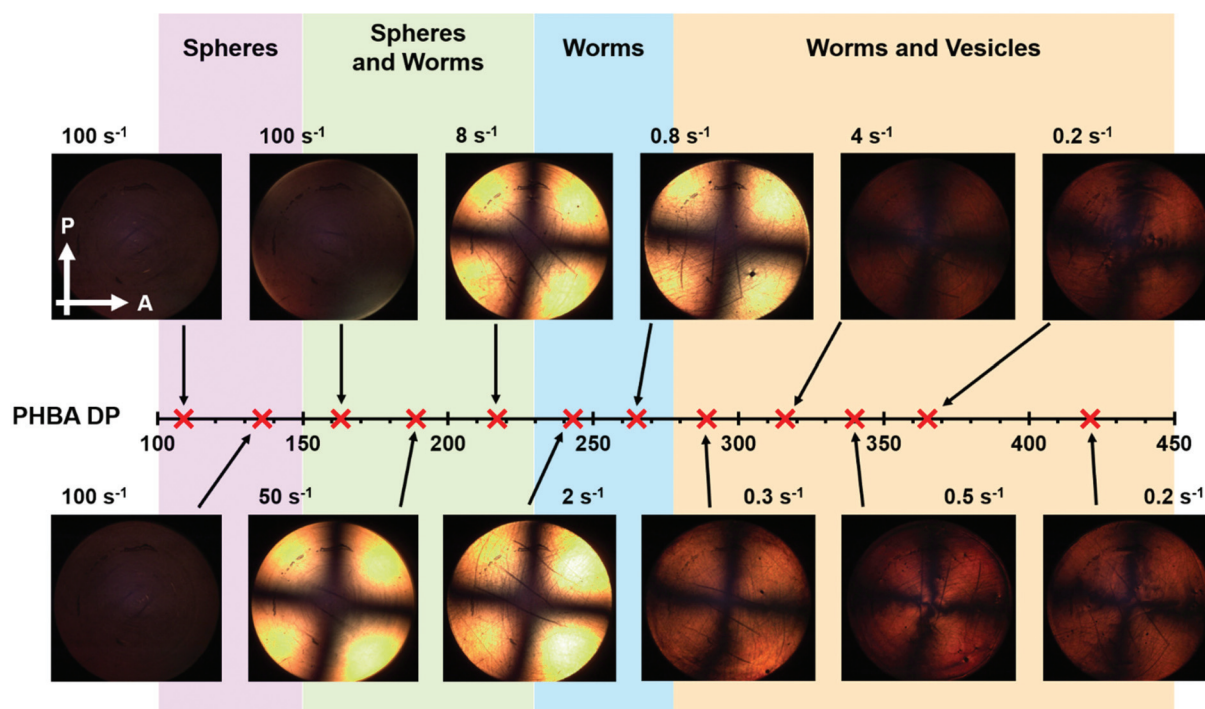 Spheres
Spheres
and Worms
Worms
Worms and Vesicles
100 s-1
100 s-1
8 s-1
0.8 s-1
4 s-1
0.2 s-1
P
A
PHBA DP
100
150
200
250
300
350
400
450
100 s-1
50 s-1
2 s-1
0.3 s-1
0.5 s-1
0.2 s-1